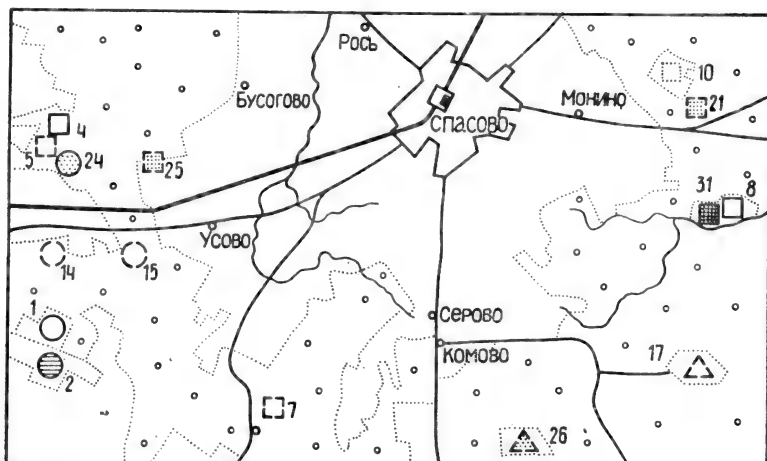 Рось
Бусогово
Монино
Спасово
10
21
4
5
24
25
31
8
Усово
14
15
1
2
Серово
Комово
17
7
26